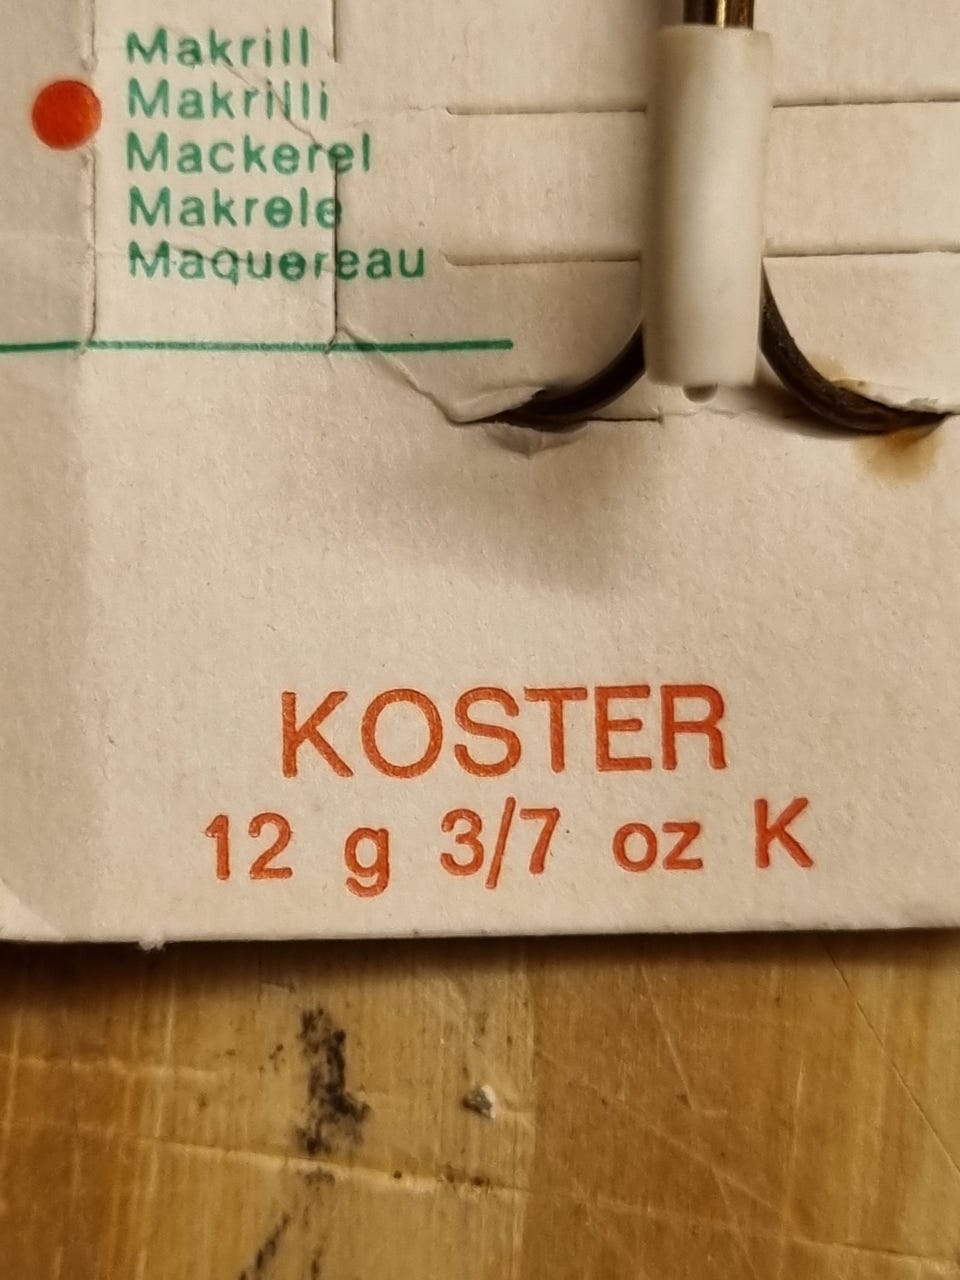 Makrill
Makrilli
Mackerel
Makrele
Maquereau
KOSTER
12 g 3/7 oz K